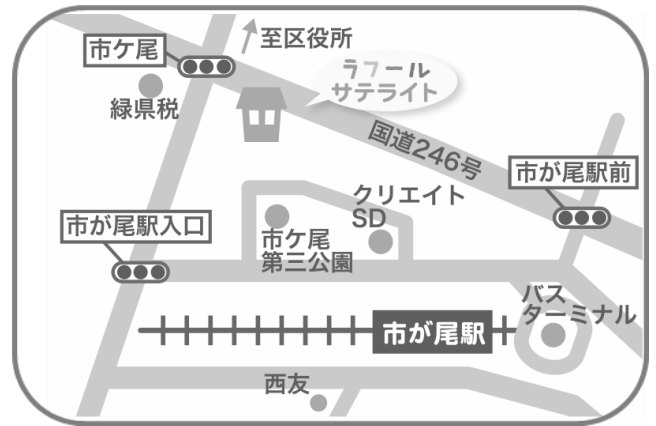 至区役所
市ケ尾
ラフール
サテライト
緑県税
国道246号
市が尾駅前
クリエイト
SD
市が尾駅入口
市ケ尾
第三公園
バス
ターミナル
市が尾駅
西友